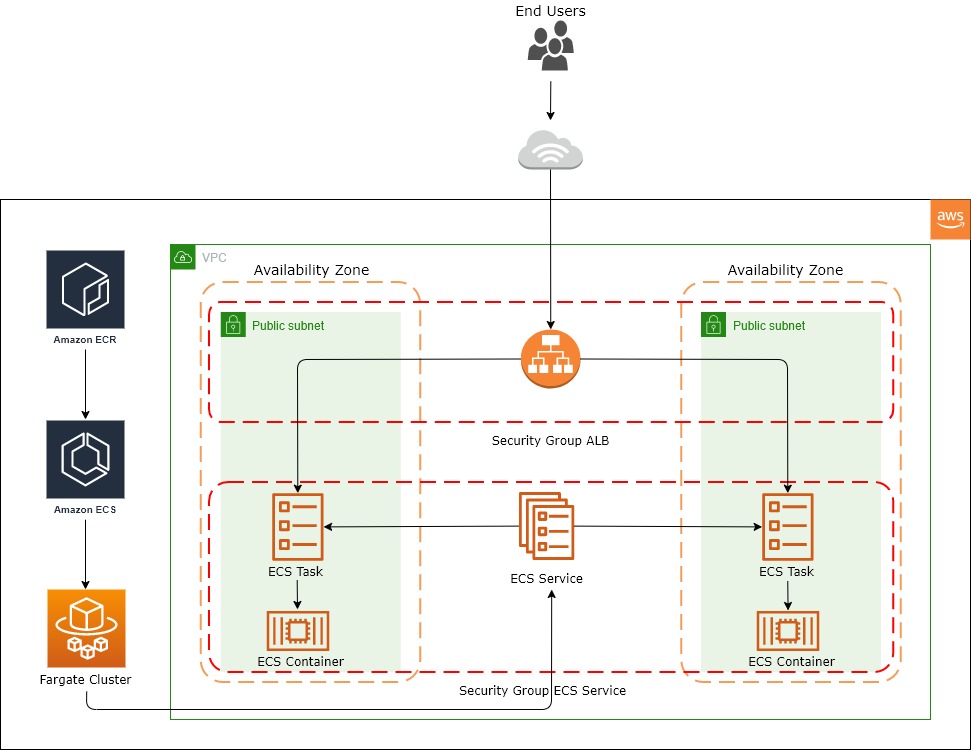 End Users
aws
VPC
Availability Zone
Availability Zone
Public subnet
Public subnet
Amazon ECR
Security Group ALB
Amazon ECS
ECS Task
ECS Service
ECS Task
ECS Container
ECS Container
Fargate Cluster
Security Group ECS Service